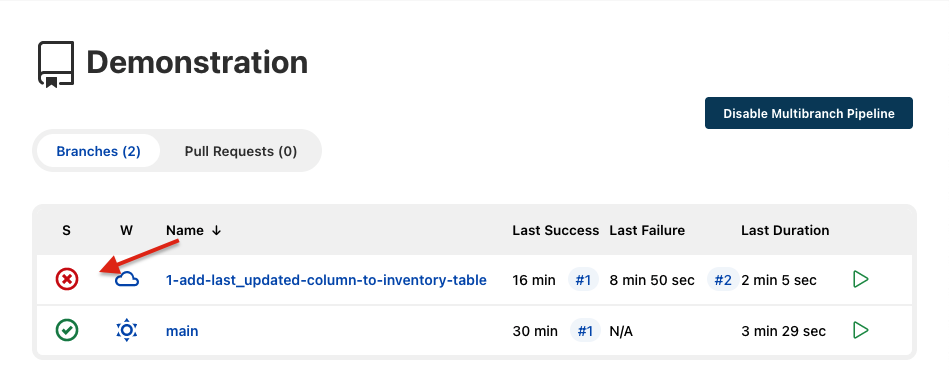 Demonstration
Disable Multibranch Pipeline
Branches (2) Pull Requests (0)
S W Name ↓ Last Success Last Failure Last Duration
1-add-last_updated-column-to-inventory-table 16 min #1 8 min 50 sec #2 2 min 5 sec
main 30 min #1 N/A 3 min 29 sec